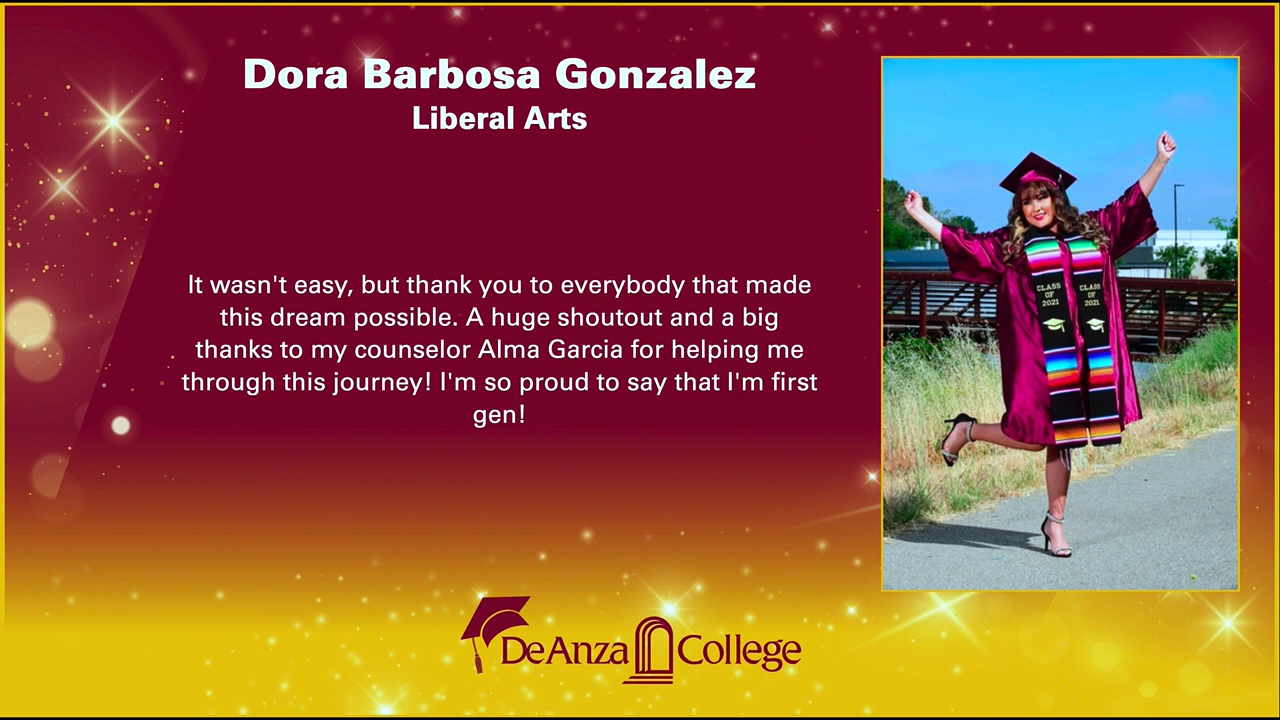 Dora Barbosa Gonzalez
Liberal Arts
It wasn't easy, but thank you to everybody that made
this dream possible. A huge shoutout and a big
thanks to my counselor Alma Garcia for helping me
through this journey! I'm so proud to say that I'm first
gen!
CLASS
OF
2021
CLASS
OF
2021
DeAnza College